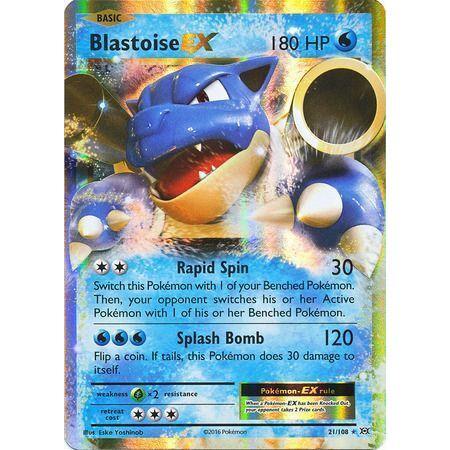 BASIC
Blastoise EX 180 HP
Rapid Spin 30
Switch this Pokémon with 1 of your Benched Pokémon.
Then, your opponent switches his or her Active
Pokémon with 1 of his or her Benched Pokémon.
Splash Bomb 120
Flip a coin. If tails, this Pokémon does 30 damage to
itself.
weakness ×2 resistance
retreat
cost
Pokémon-EX rule
When a Pokémon-EX has been Knocked Out,
your opponent takes 2 Prize cards.
Illus. Eske Yoshinob
©2016 Pokémon
21/108